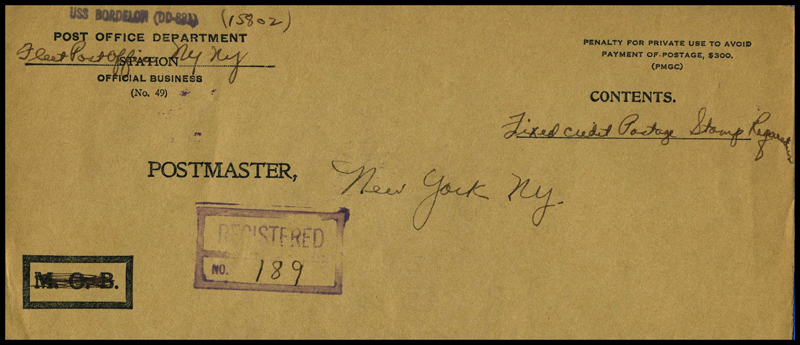 USS BORDELON (DD-881) (15802)
POST OFFICE DEPARTMENT
Fleet Post Office Ny Ny
STATION
OFFICIAL BUSINESS
(No. 49)
PENALTY FOR PRIVATE USE TO AVOID
PAYMENT OF POSTAGE, $300.
(PMGC)
CONTENTS.
Fixed credit Postage Stamp
POSTMASTER, New York Ny.
REGISTERED
NO. 189
M. O. B.